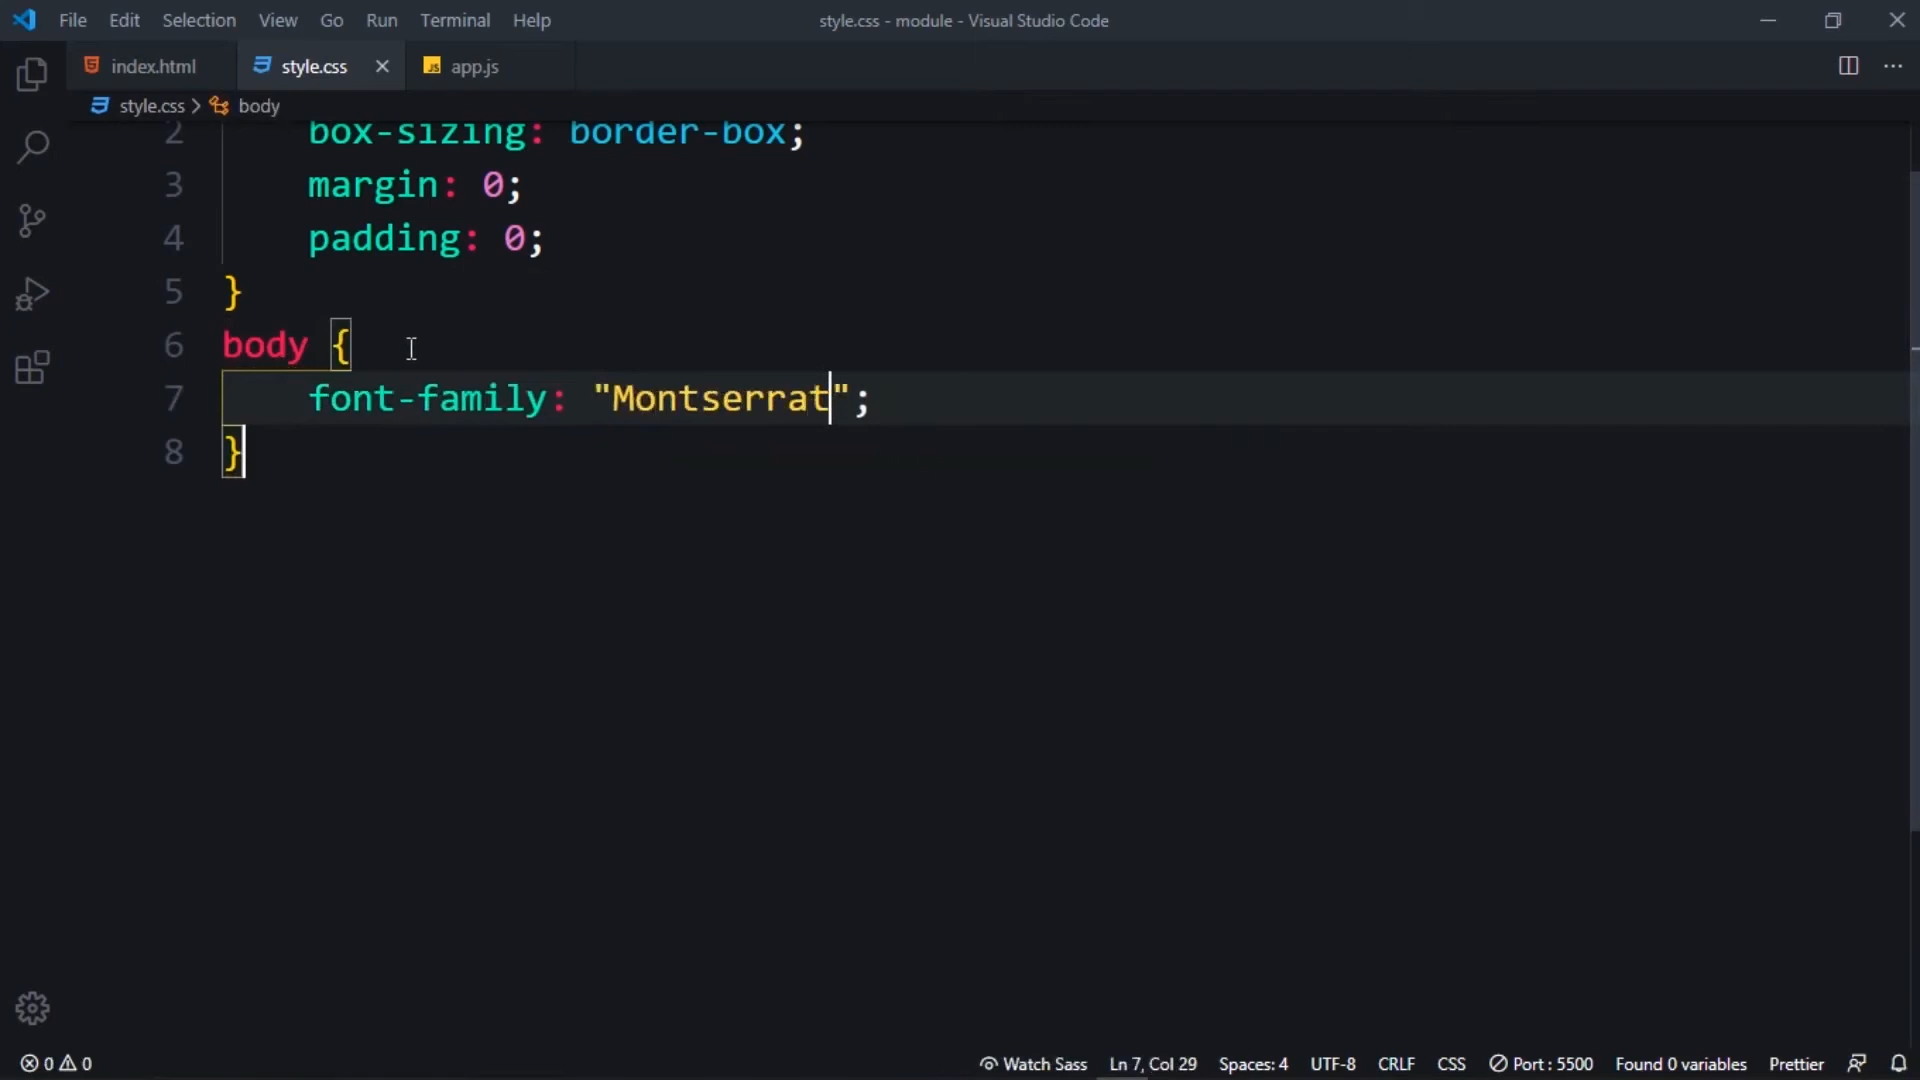 File Edit Selection View Go Run Terminal Help style.css - module - Visual Studio Code
index.html style.css app.js
style.css > body
2 box-sizing: border-box;
3 margin: 0;
4 padding: 0;
5 }
6 body {
7 font-family: "Montserrat";
8 }
0 0 Watch Sass Ln 7, Col 29 Spaces: 4 UTF-8 CRLF CSS Port : 5500 Found 0 variables Prettier